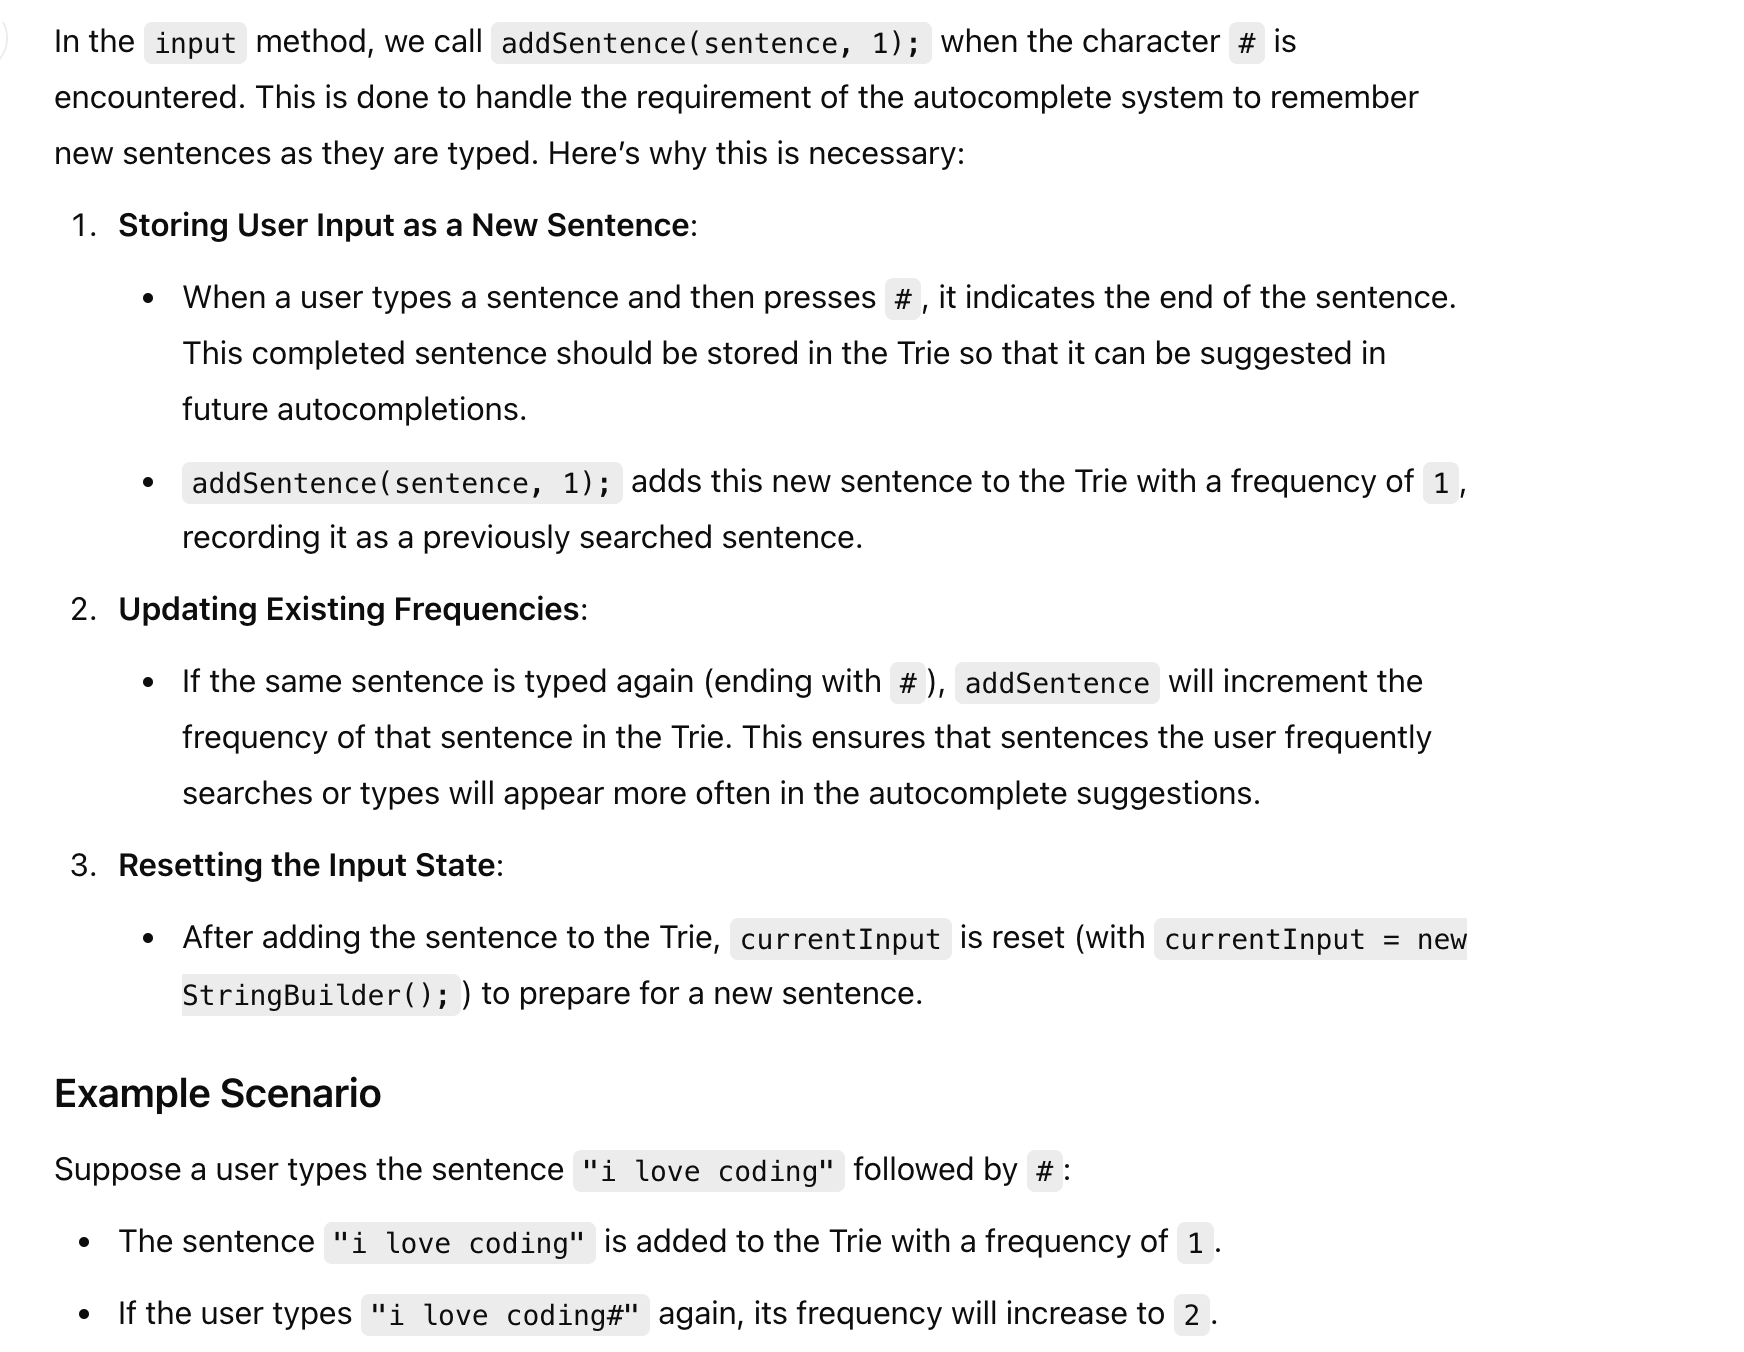 In the input method, we call addSentence(sentence, 1); when the character # is
encountered. This is done to handle the requirement of the autocomplete system to remember
new sentences as they are typed. Here’s why this is necessary:
1. Storing User Input as a New Sentence:
• When a user types a sentence and then presses #, it indicates the end of the sentence.
This completed sentence should be stored in the Trie so that it can be suggested in
future autocompletions.
• addSentence(sentence, 1); adds this new sentence to the Trie with a frequency of 1,
recording it as a previously searched sentence.
2. Updating Existing Frequencies:
• If the same sentence is typed again (ending with #), addSentence will increment the
frequency of that sentence in the Trie. This ensures that sentences the user frequently
searches or types will appear more often in the autocomplete suggestions.
3. Resetting the Input State:
• After adding the sentence to the Trie, currentInput is reset (with currentInput = new
StringBuilder();) to prepare for a new sentence.
Example Scenario
Suppose a user types the sentence "i love coding" followed by #:
• The sentence "i love coding" is added to the Trie with a frequency of 1.
• If the user types "i love coding#" again, its frequency will increase to 2.